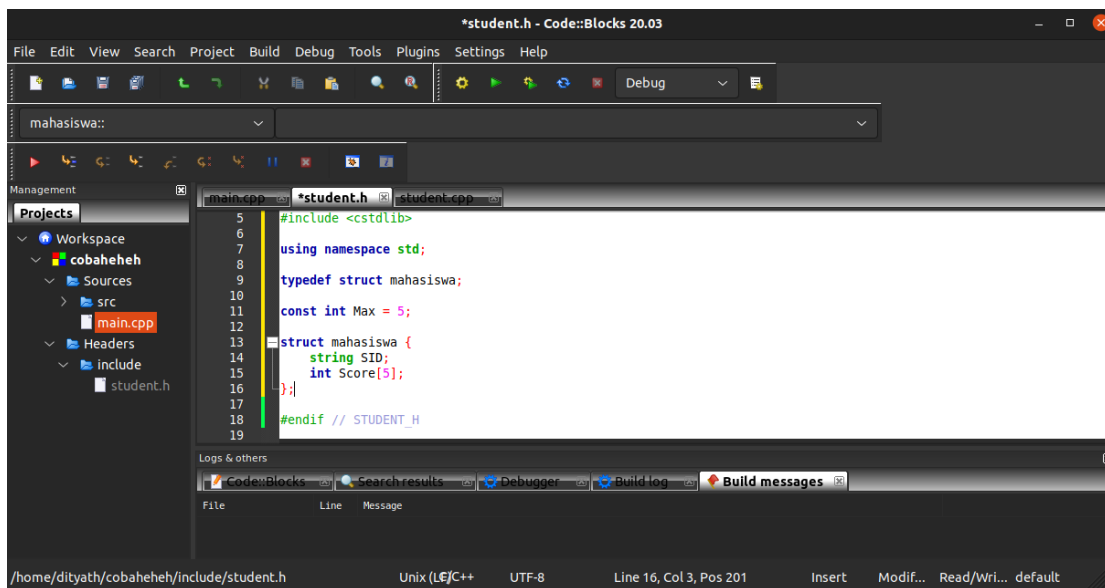 *student.h - Code::Blocks 20.03
File Edit View Search Project Build Debug Tools Plugins Settings Help
Debug
mahasiswa::
Management
main.cpp *student.h student.cpp
Projects
Workspace
cobaheheh
Sources
src
main.cpp
Headers
include
student.h
5 #include <cstdlib>
6
7 using namespace std;
8
9 typedef struct mahasiswa;
10
11 const int Max = 5;
12
13 struct mahasiswa {
14 string SID;
15 int Score[5];
16 };
17
18 #endif // STUDENT_H
19
Logs & others
Code::Blocks Search results Debugger Build log Build messages
File Line Message
/home/dityath/cobaheheh/include/student.h Unix (LF) C/C++ UTF-8 Line 16, Col 3, Pos 201 Insert Modif... Read/Wri... default